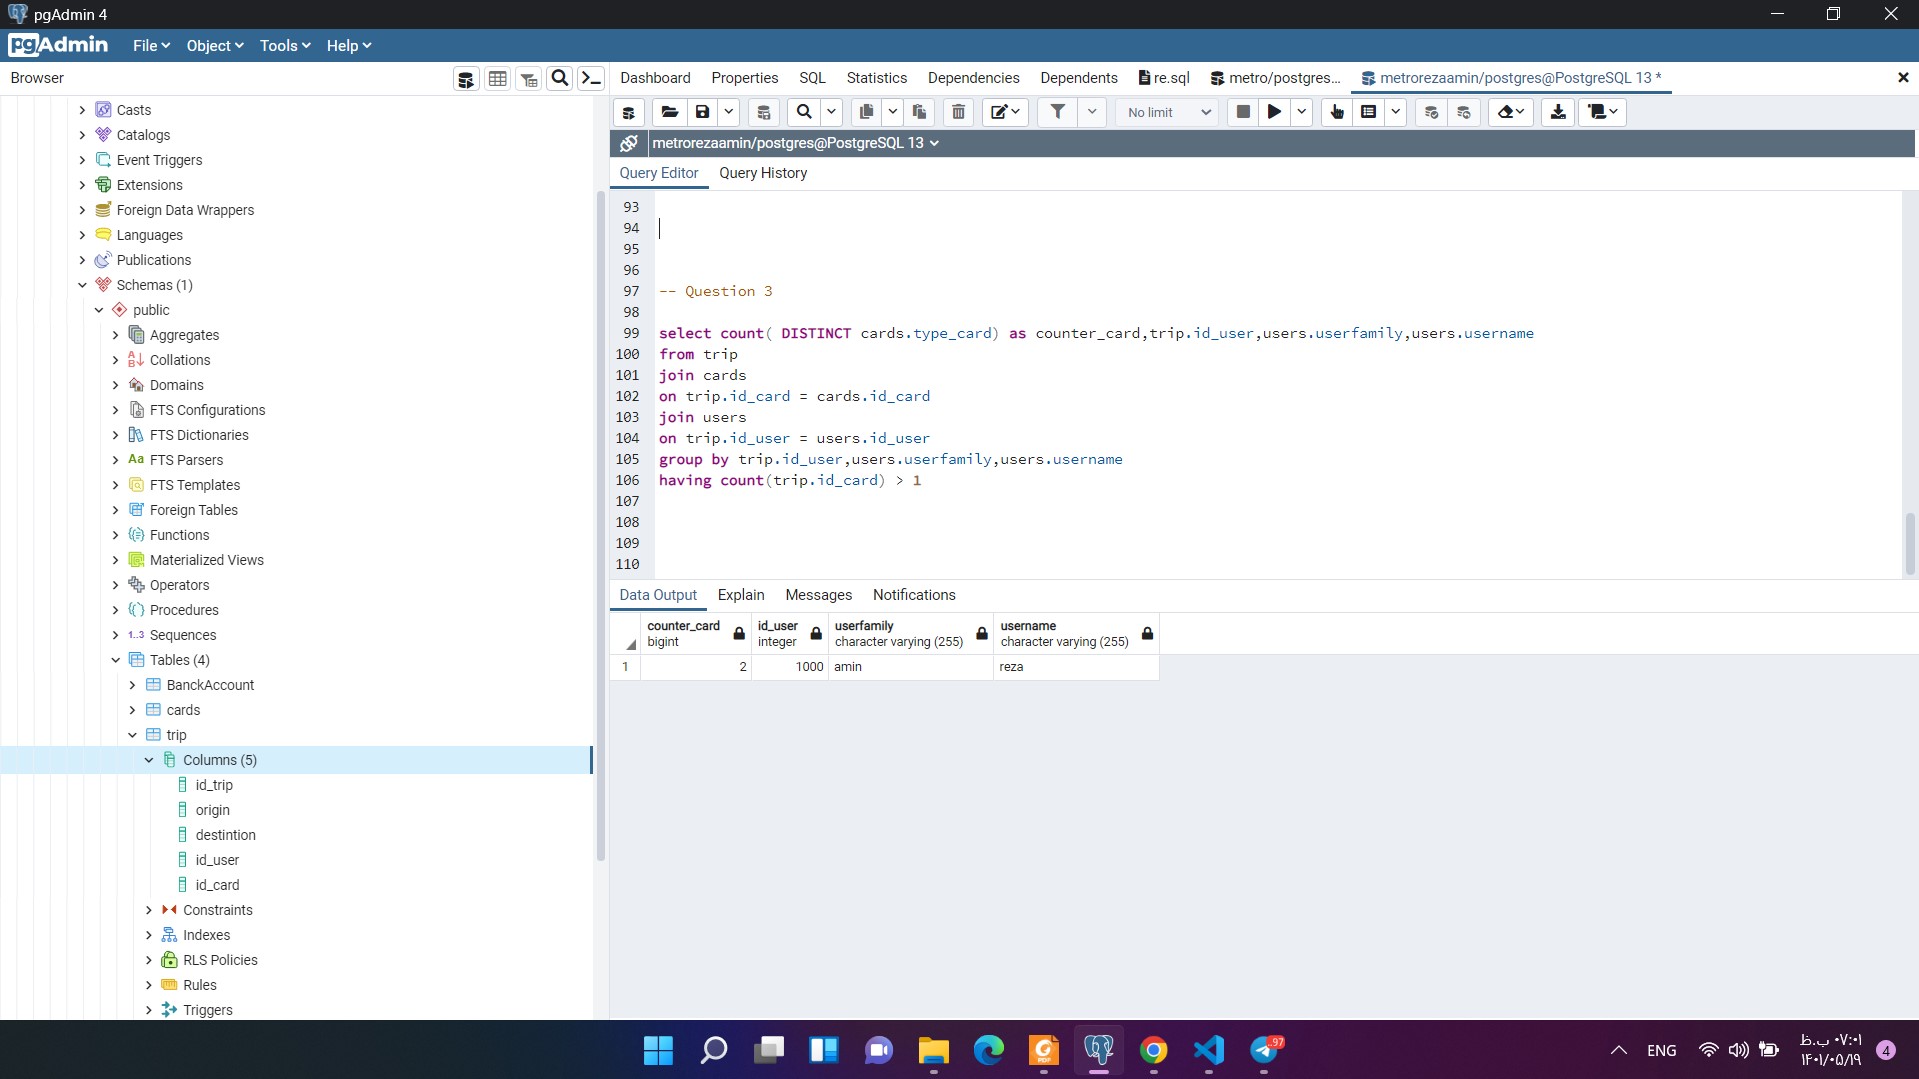 pgAdmin 4
pgAdmin File Object Tools Help
Browser
Dashboard Properties SQL Statistics Dependencies Dependents re.sql metro/postgres... metrorezaamin/postgres@PostgreSQL 13 *
No limit
metrorezaamin/postgres@PostgreSQL 13
Query Editor Query History
Casts
Catalogs
Event Triggers
Extensions
Foreign Data Wrappers
Languages
Publications
Schemas (1)
public
Aggregates
Collations
Domains
FTS Configurations
FTS Dictionaries
Aa FTS Parsers
FTS Templates
Foreign Tables
Functions
Materialized Views
Operators
Procedures
1..3 Sequences
Tables (4)
BanckAccount
cards
trip
Columns (5)
id_trip
origin
destintion
id_user
id_card
Constraints
Indexes
RLS Policies
Rules
Triggers
93
94
95
96
97 -- Question 3
98
99 select count( DISTINCT cards.type_card) as counter_card,trip.id_user,users.userfamily,users.username
100 from trip
101 join cards
102 on trip.id_card = cards.id_card
103 join users
104 on trip.id_user = users.id_user
105 group by trip.id_user,users.userfamily,users.username
106 having count(trip.id_card) > 1
107
108
109
110
Data Output Explain Messages Notifications
counter_card id_user userfamily username
bigint integer character varying (255) character varying (255)
1 2 1000 amin reza
97
ENG
۰۷:۰۱ ب.ظ
۱۴۰۱/۰۵/۱۹
4